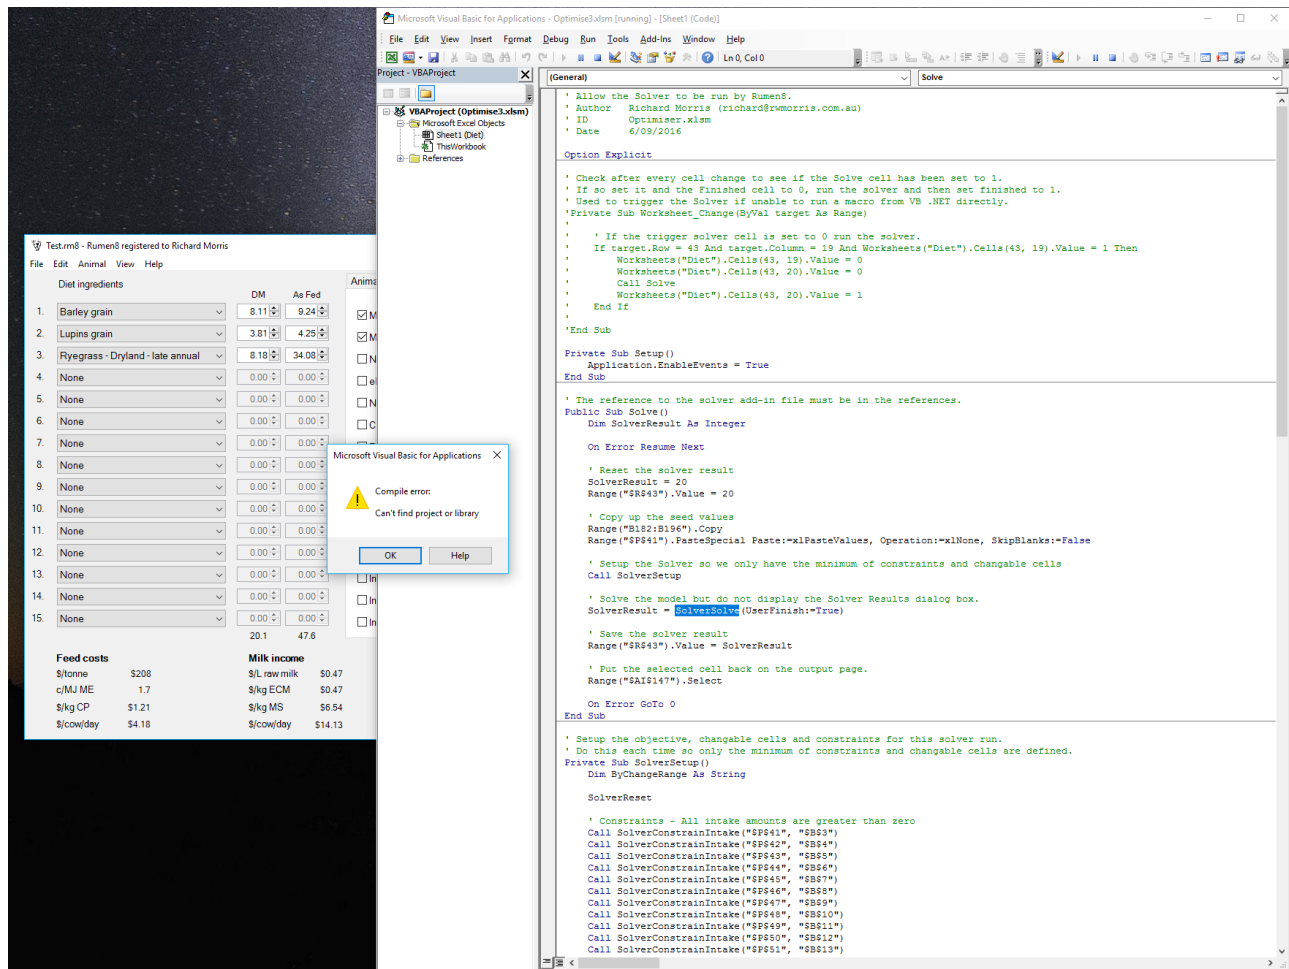 Microsoft Visual Basic for Applications - Optimise3.xlsm [running] - [Sheet1 (Code)]
File Edit View Insert Format Debug Run Tools Add-Ins Window Help
Ln 0, Col 0
Project - VBAProject
(General)
Solve
VBAProject (Optimise3.xlsm)
Microsoft Excel Objects
Sheet1 (Diet)
ThisWorkbook
References
' Allow the Solver to be run by Rumen8.
' Author Richard Morris (richard@rwmorris.com.au)
' ID Optimiser.xlsm
' Date 6/09/2016
Option Explicit
' Check after every cell change to see if the Solve cell has been set to 1.
' If so set it and the Finished cell to 0, run the solver and then set finished to 1.
' Used to trigger the Solver if unable to run a macro from VB .NET directly.
'Private Sub Worksheet_Change(ByVal target As Range)
'
' ' If the trigger solver cell is set to 0 run the solver.
' If target.Row = 43 And target.Column = 19 And Worksheets("Diet").Cells(43, 19).Value = 1 Then
' Worksheets("Diet").Cells(43, 19).Value = 0
' Worksheets("Diet").Cells(43, 20).Value = 0
' Call Solve
' Worksheets("Diet").Cells(43, 20).Value = 1
' End If
'
'End Sub
Private Sub Setup()
Application.EnableEvents = True
End Sub
' The reference to the solver add-in file must be in the references.
Public Sub Solve()
Dim SolverResult As Integer
On Error Resume Next
' Reset the solver result
SolverResult = 20
Range("$R$43").Value = 20
' Copy up the seed values
Range("B182:B196").Copy
Range("$P$41").PasteSpecial Paste:=xlPasteValues, Operation:=xlNone, SkipBlanks:=False
' Setup the Solver so we only have the minimum of constraints and changable cells
Call SolverSetup
' Solve the model but do not display the Solver Results dialog box.
SolverResult = SolverSolve(UserFinish:=True)
' Save the solver result
Range("$R$43").Value = SolverResult
' Put the selected cell back on the output page.
Range("$AI$147").Select
On Error GoTo 0
End Sub
' Setup the objective, changable cells and constraints for this solver run.
' Do this each time so only the minimum of constraints and changable cells are defined.
Private Sub SolverSetup()
Dim ByChangeRange As String
SolverReset
' Constraints - All intake amounts are greater than zero
Call SolverConstrainIntake("$P$41", "$B$3")
Call SolverConstrainIntake("$P$42", "$B$4")
Call SolverConstrainIntake("$P$43", "$B$5")
Call SolverConstrainIntake("$P$44", "$B$6")
Call SolverConstrainIntake("$P$45", "$B$7")
Call SolverConstrainIntake("$P$46", "$B$8")
Call SolverConstrainIntake("$P$47", "$B$9")
Call SolverConstrainIntake("$P$48", "$B$10")
Call SolverConstrainIntake("$P$49", "$B$11")
Call SolverConstrainIntake("$P$50", "$B$12")
Call SolverConstrainIntake("$P$51", "$B$13")
Test.rm8 - Rumen8 registered to Richard Morris
File Edit Animal View Help
Diet ingredients
DM As Fed
Anima
1. Barley grain 8.11 9.24 M
2. Lupins grain 3.81 4.25 M
3. Ryegrass - Dryland - late annual 8.18 34.08 N
4. None 0.00 0.00 el
5. None 0.00 0.00 N
6. None 0.00 0.00 C
7. None 0.00 0.00
8. None 0.00 0.00
9. None 0.00 0.00
10. None 0.00 0.00
11. None 0.00 0.00
12. None 0.00 0.00
13. None 0.00 0.00 In
14. None 0.00 0.00 In
15. None 0.00 0.00 In
20.1 47.6
Feed costs Milk income
$/tonne $208 $/L raw milk $0.47
c/MJ ME 1.7 $/kg ECM $0.47
$/kg CP $1.21 $/kg MS $6.54
$/cow/day $4.18 $/cow/day $14.13
Microsoft Visual Basic for Applications
Compile error:
Can't find project or library
OK Help